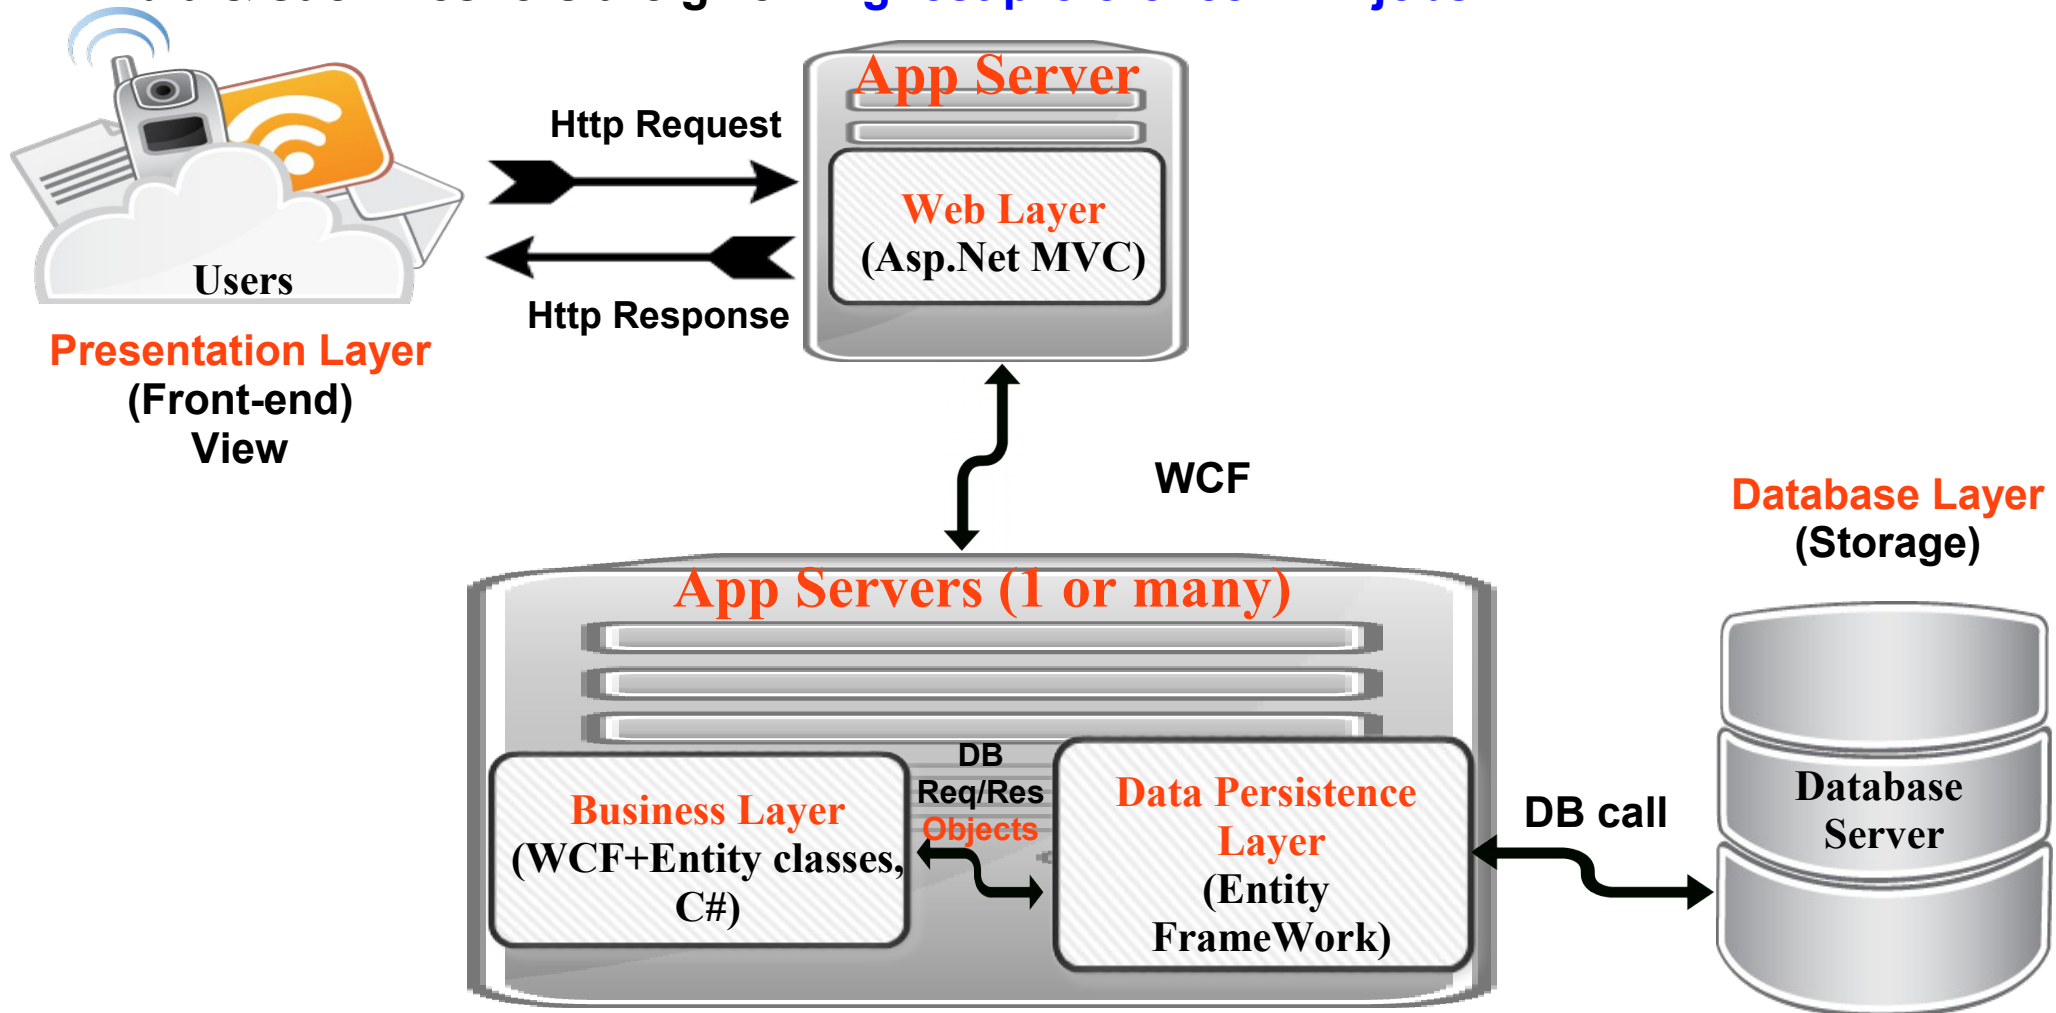 App Server
Http Request
Web Layer
(Asp.Net MVC)
Users
Http Response
Presentation Layer
(Front-end)
View
WCF
Database Layer
(Storage)
App Servers (1 or many)
DB
Req/Res
Objects
Business Layer
(WCF+Entity classes,
C#)
Data Persistence
Layer
(Entity
FrameWork)
DB call
Database
Server